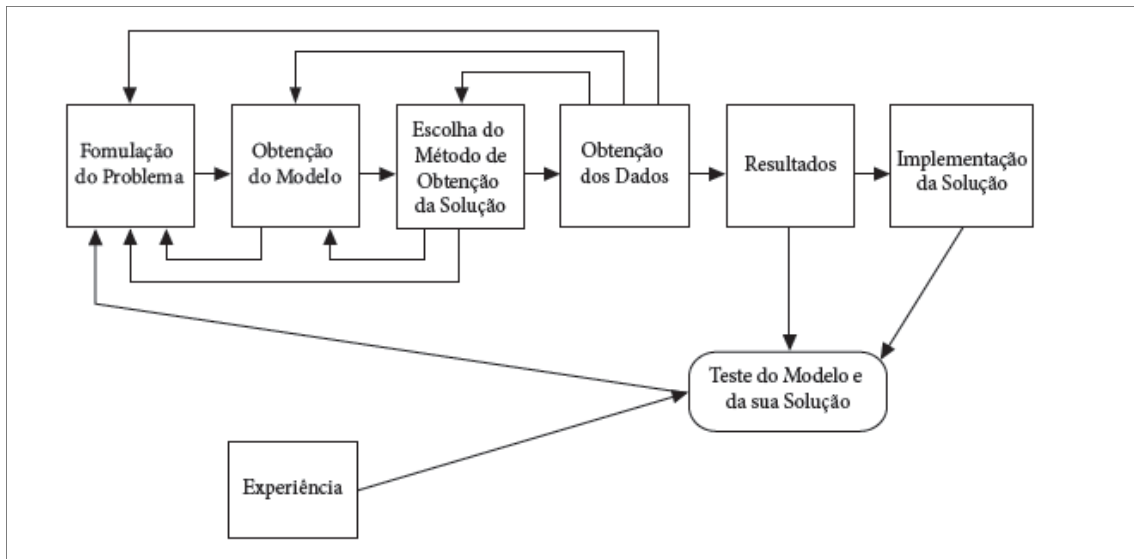 Fomulação
do Problema
Obtenção
do Modelo
Escolha do
Método de
Obtenção
da Solução
Obtenção
dos Dados
Resultados
Implementação
da Solução
Teste do Modelo e
da sua Solução
Experiência